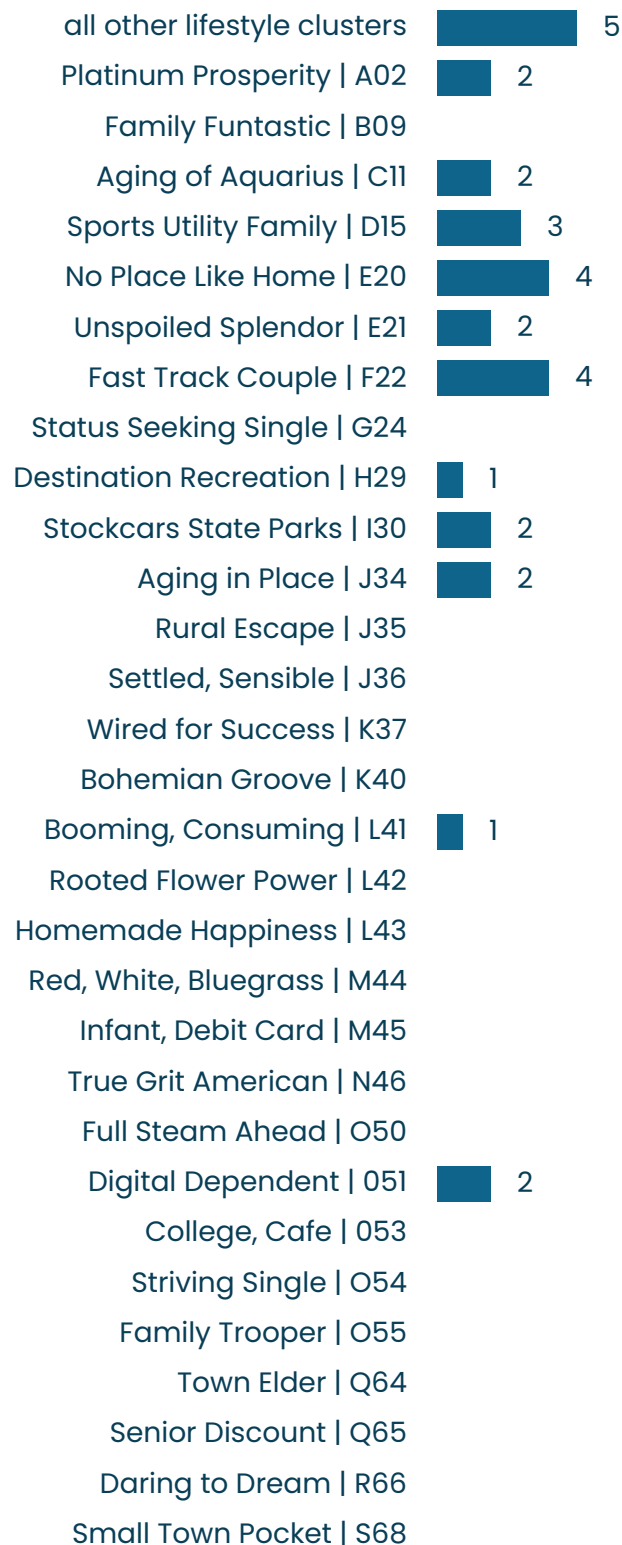 all other lifestyle clusters 5
Platinum Prosperity | A02 2
Family Funtastic | B09
Aging of Aquarius | C11 2
Sports Utility Family | D15 3
No Place Like Home | E20 4
Unspoiled Splendor | E21 2
Fast Track Couple | F22 4
Status Seeking Single | G24
Destination Recreation | H29 1
Stockcars State Parks | I30 2
Aging in Place | J34 2
Rural Escape | J35
Settled, Sensible | J36
Wired for Success | K37
Bohemian Groove | K40
Booming, Consuming | L41 1
Rooted Flower Power | L42
Homemade Happiness | L43
Red, White, Bluegrass | M44
Infant, Debit Card | M45
True Grit American | N46
Full Steam Ahead | O50
Digital Dependent | 051 2
College, Cafe | 053
Striving Single | O54
Family Trooper | O55
Town Elder | Q64
Senior Discount | Q65
Daring to Dream | R66
Small Town Pocket | S68